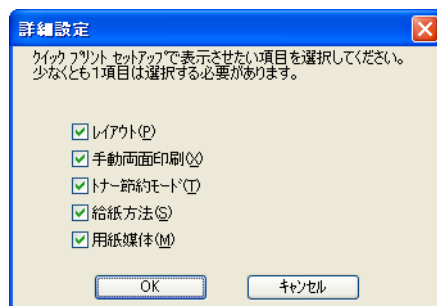 詳細設定
クイック プリント セットアップで表示させたい項目を選択してください。
少なくとも1項目は選択する必要があります。
レイアウト(P)
手動両面印刷(X)
トナー節約モード(T)
給紙方法(S)
用紙媒体(M)
OK
キャンセル